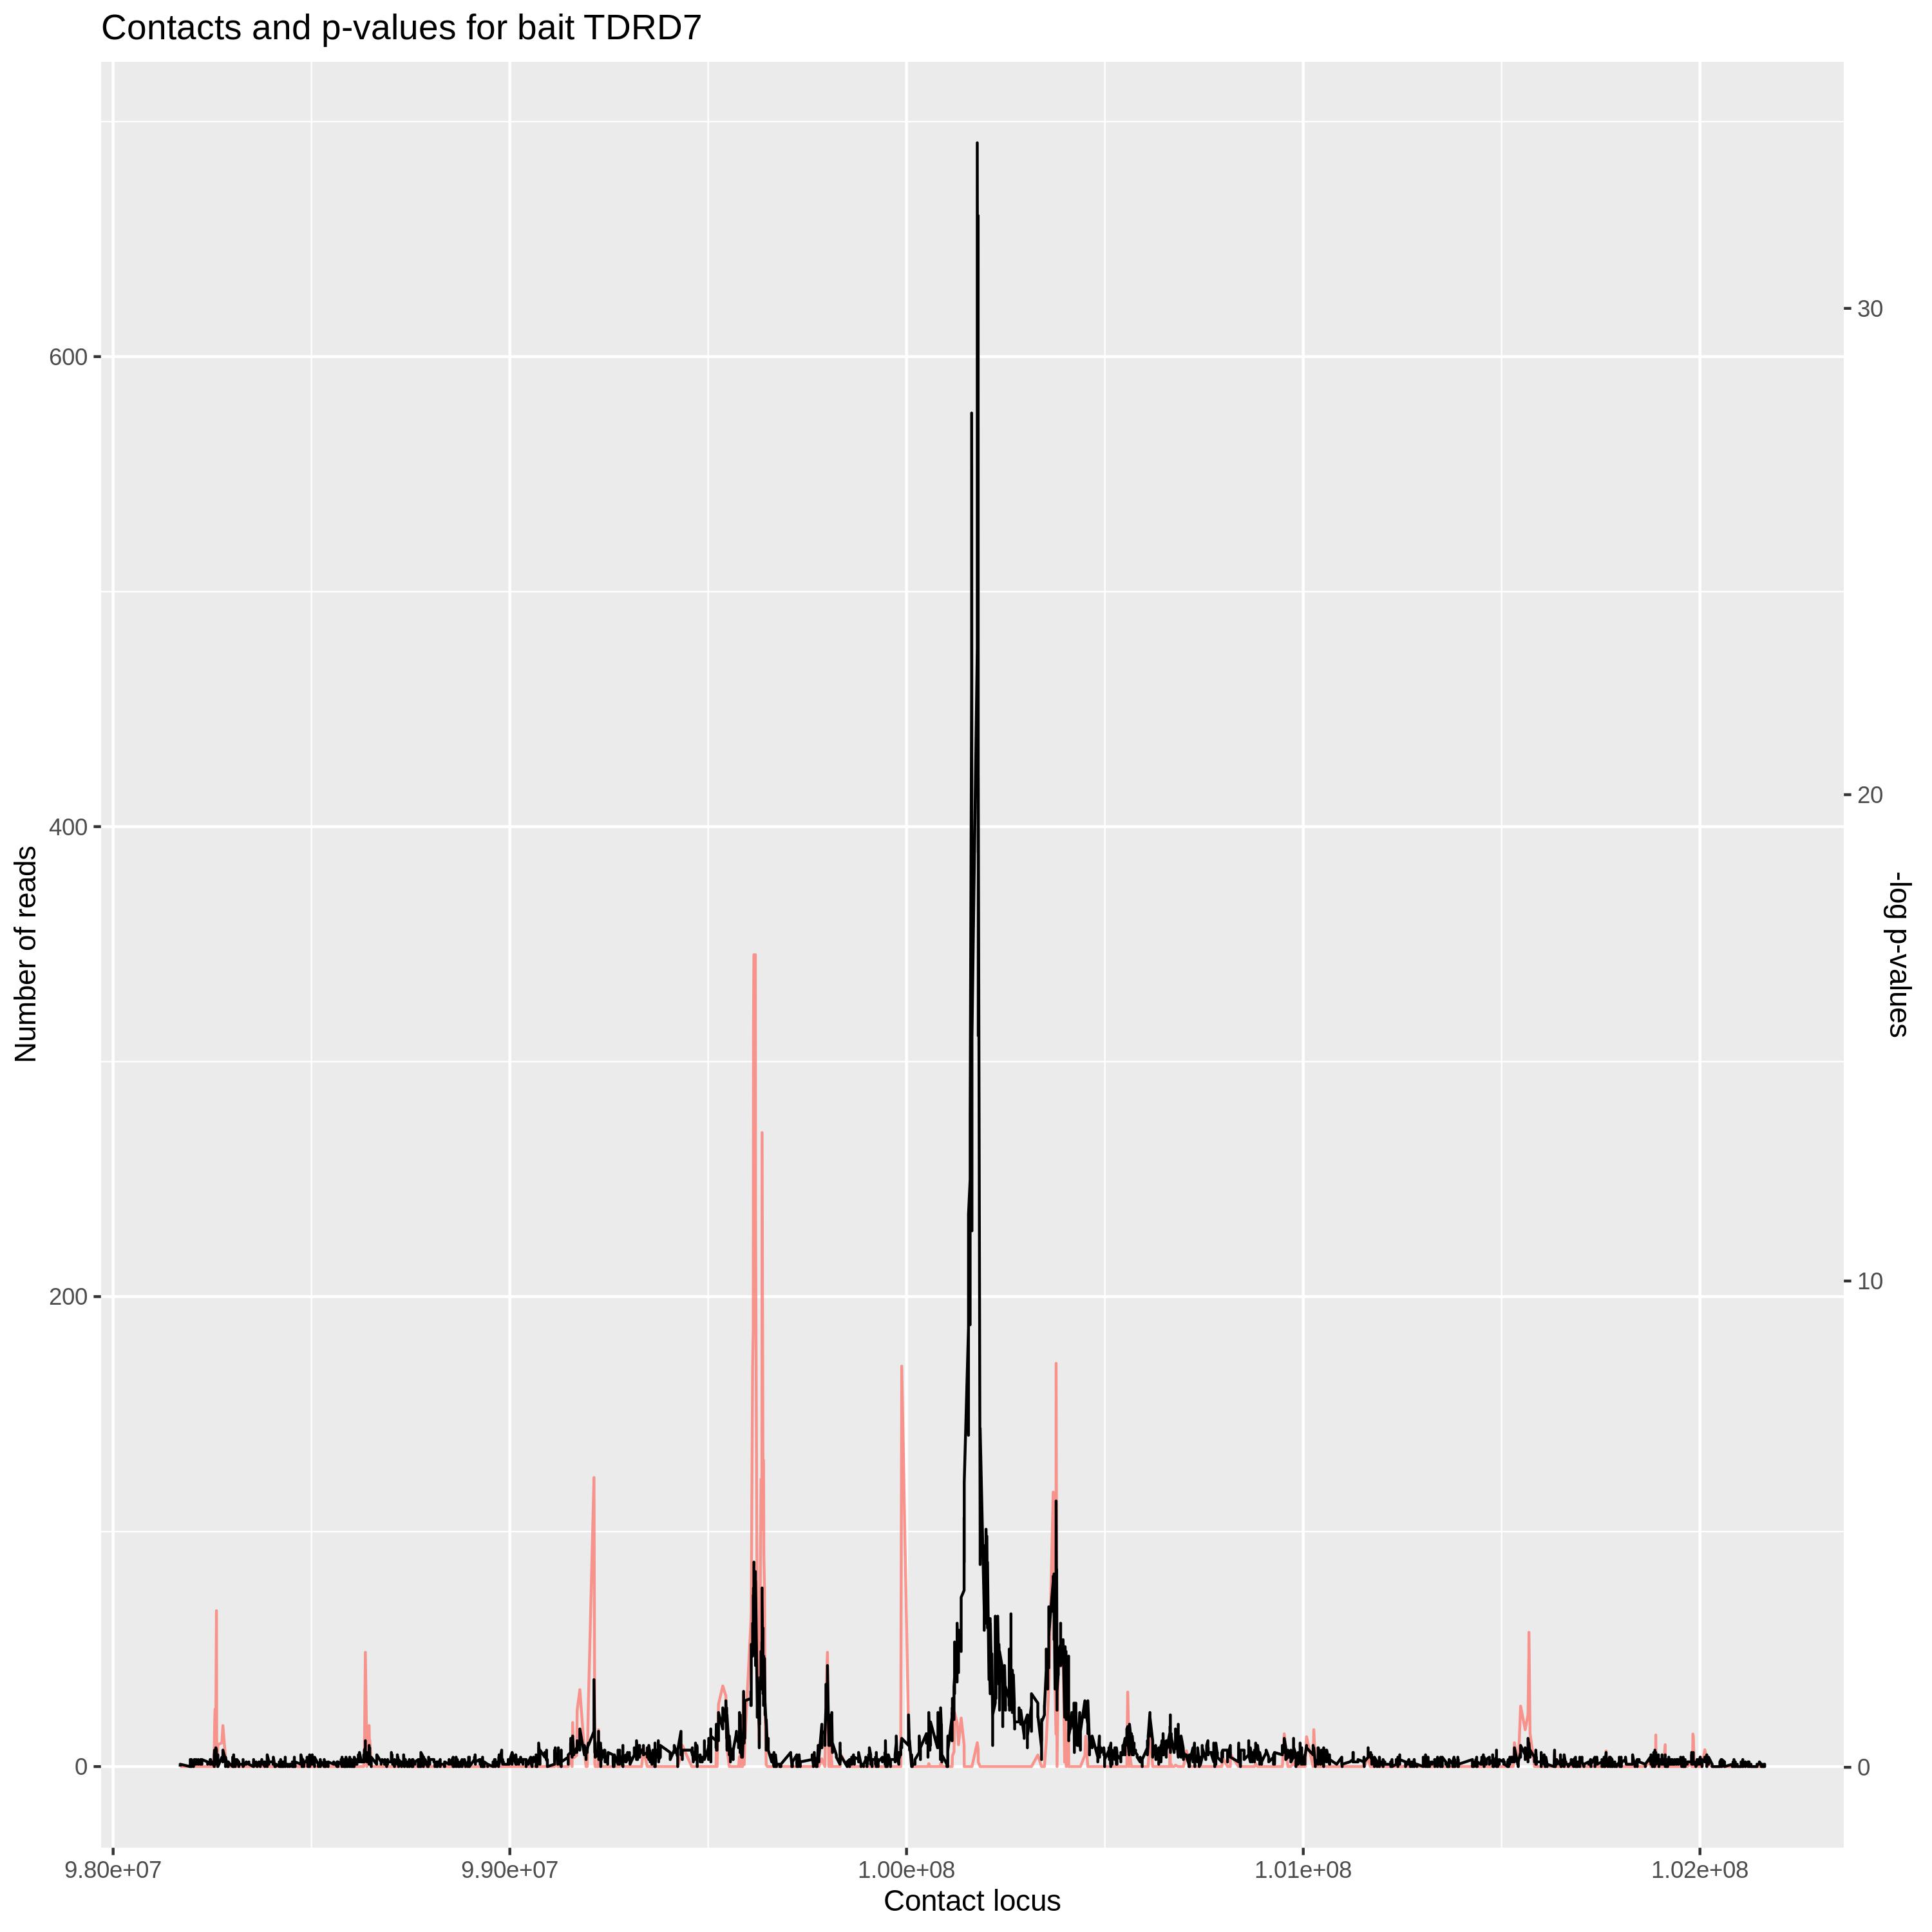 Contacts and p-values for bait TDRD7
Number of reads
600
400
200
0
-log p-values
30
20
10
0
9.80e+07
9.90e+07
1.00e+08
1.01e+08
1.02e+08
Contact locus